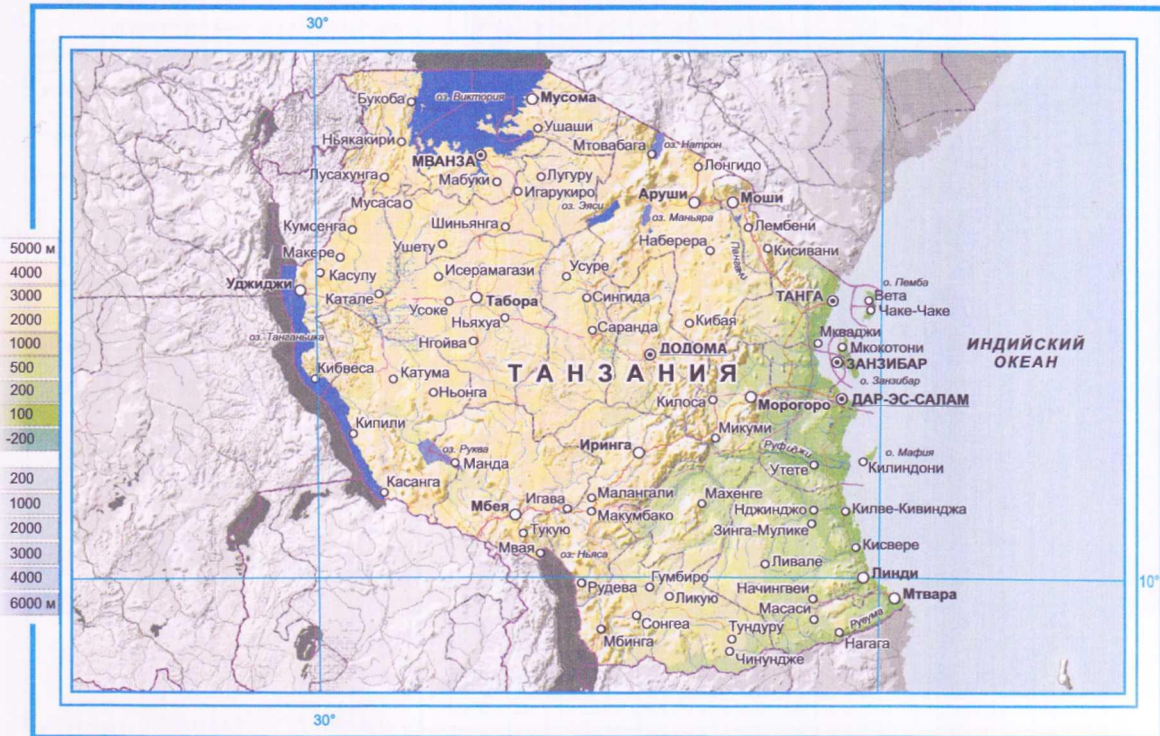 30°
Букоба
оз. Виктория
Мусома
Ушаши
Ньякакири
МВАНЗА
Мтовабага
оз. Натрон
Лонгидо
Лусахунга
Мабуки
Лугуру
Игарукиро
Мусаса
оз. Эяси
Аруши
Моши
оз. Маньяра
Кумсенга
Шиньянга
Лембени
Ушету
Наберера
Пангани
Кисивани
5000 м
Макере
4000
Касулу
Исерамагази
Усуре
Уджиджи
3000
Катале
Табора
Сингида
ТАНГА
о. Пемба
Вета
Чаке-Чаке
Усоке
2000
Ньяхуа
Саранда
Кибая
оз. Танганьика
Нгойва
Мкваджи
1000
Мкокотони
ДОДОМА
ИНДИЙСКИЙ
ОКЕАН
500
Кибвеса
Катума
ТАНЗАНИЯ
ЗАНЗИБАР
о. Занзибар
200
Ньонга
Килоса
Морогоро
ДАР-ЭС-САЛАМ
100
Кипили
Микуми
-200
оз. Руква
Иринга
Руфиджи
о. Мафия
Манда
Утете
Килиндони
200
Касанга
1000
Мбея
Игава
Малангали
Махенге
Макумбако
Нджинджо
Килве-Кивинджа
2000
Тукую
Зинга-Мулике
Мвая
оз. Ньяса
Кисвере
3000
Ливале
4000
Рудева
Гумбиро
Линди
10°
Ликую
Начингвеи
Мтвара
6000 м
Масаси
Сонгеа
Рувума
Мбинга
Тундуру
Нагага
Чинундже
30°